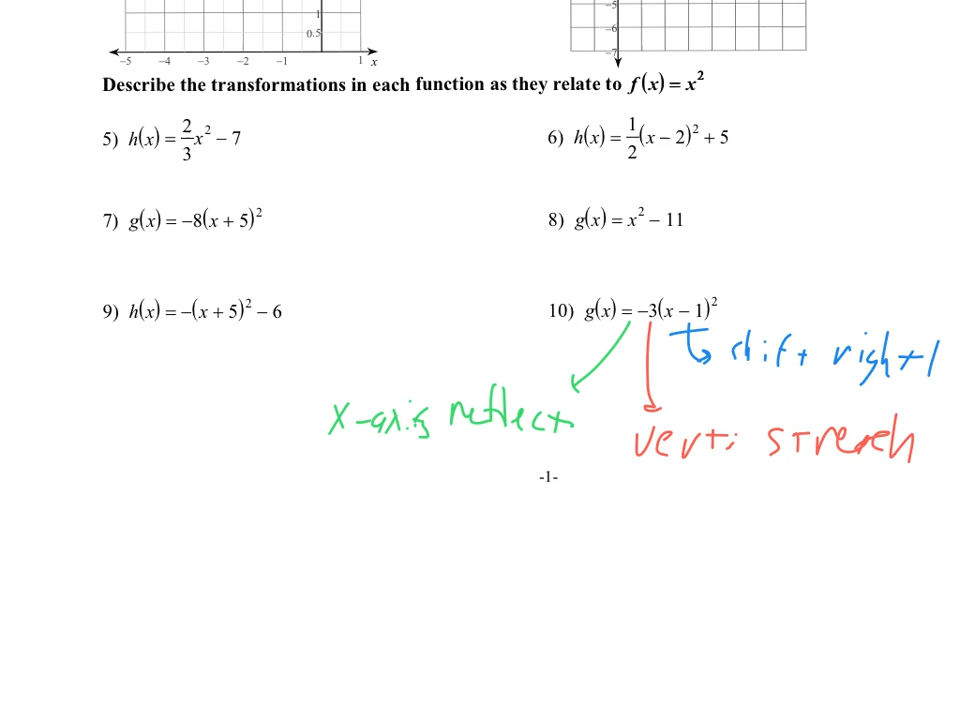 1
0.5
-5 -4 -3 -2 -1 1 x
-5
-6
-7
Describe the transformations in each function as they relate to f(x) = x²
5) h(x) = 2/3 x² − 7
6) h(x) = 1/2 (x − 2)² + 5
7) g(x) = −8(x + 5)²
8) g(x) = x² − 11
9) h(x) = −(x + 5)² − 6
10) g(x) = −3(x − 1)²
shift right 1
x-axis reflect
verti
-1-